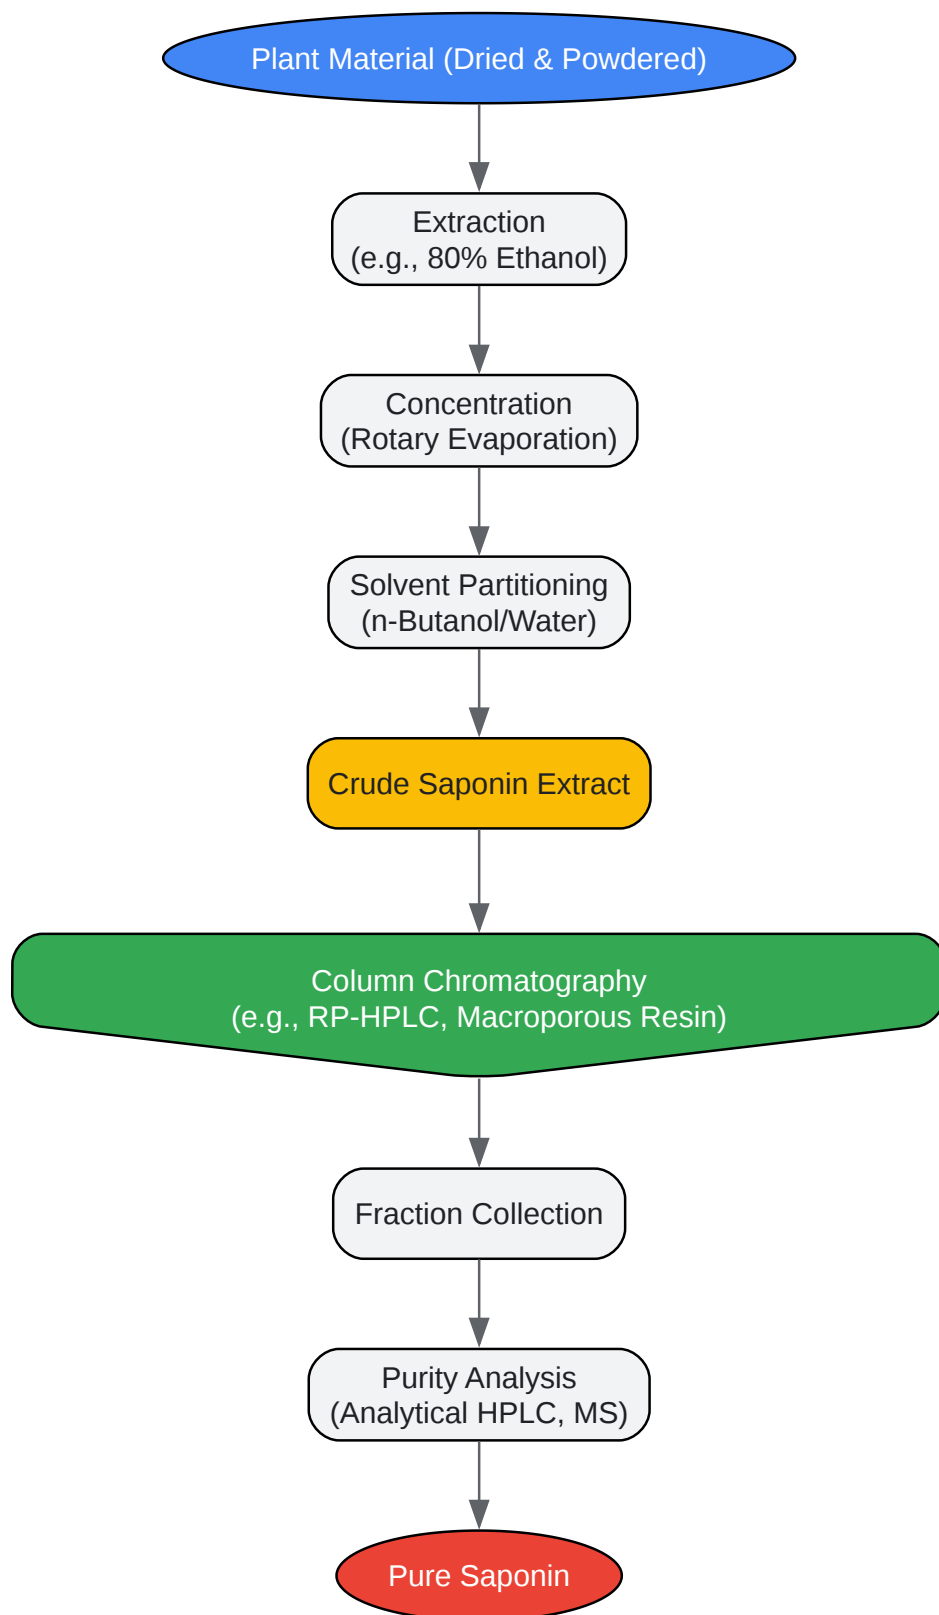 Plant Material (Dried & Powdered)
Extraction
(e.g., 80% Ethanol)
Concentration
(Rotary Evaporation)
Solvent Partitioning
(n-Butanol/Water)
Crude Saponin Extract
Column Chromatography
(e.g., RP-HPLC, Macroporous Resin)
Fraction Collection
Purity Analysis
(Analytical HPLC, MS)
Pure Saponin